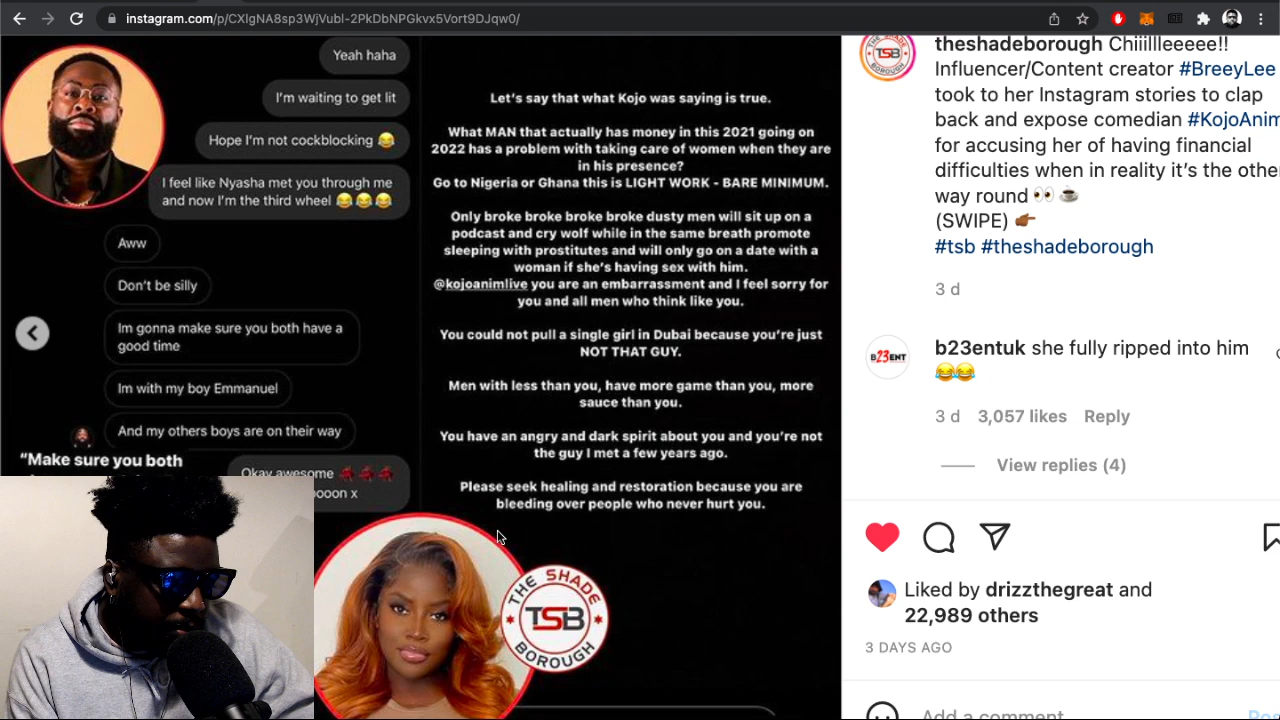 instagram.com/p/CXlgNA8sp3WjVubl-2PkDbNPGkvx5Vort9DJqw0/
Yeah haha
I'm waiting to get lit
Hope I'm not cockblocking 😂
I feel like Nyasha met you through me
and now I'm the third wheel 😂😂😂
Aww
Don't be silly
Im gonna make sure you both have a
good time
Im with my boy Emmanuel
And my others boys are on their way
"Make sure you both
Okay awesome 💃🏾💃🏾💃🏾
ooon x
Let's say that what Kojo was saying is true.
What MAN that actually has money in this 2021 going on
2022 has a problem with taking care of women when they are
in his presence?
Go to Nigeria or Ghana this is LIGHT WORK - BARE MINIMUM.
Only broke broke broke broke dusty men will sit up on a
podcast and cry wolf while in the same breath promote
sleeping with prostitutes and will only go on a date with a
woman if she's having sex with him.
@kojoanimlive you are an embarrassment and I feel sorry for
you and all men who think like you.
You could not pull a single girl in Dubai because you're just
NOT THAT GUY.
Men with less than you, have more game than you, more
sauce than you.
You have an angry and dark spirit about you and you're not
the guy I met a few years ago.
Please seek healing and restoration because you are
bleeding over people who never hurt you.
THE SHADE
TSB
BOROUGH
THE SHADE
TSB
BOROUGH
theshadeborough Chiiillleeeee!!
Influencer/Content creator #BreeyLee
took to her Instagram stories to clap
back and expose comedian #KojoAnim
for accusing her of having financial
difficulties when in reality it's the othe
way round 👀 ☕
(SWIPE) 👉🏾
#tsb #theshadeborough
3 d
B23ENT
b23entuk she fully ripped into him
😂😂
3 d 3,057 likes Reply
View replies (4)
Liked by drizzthegreat and
22,989 others
3 DAYS AGO
Add a comment
Pos